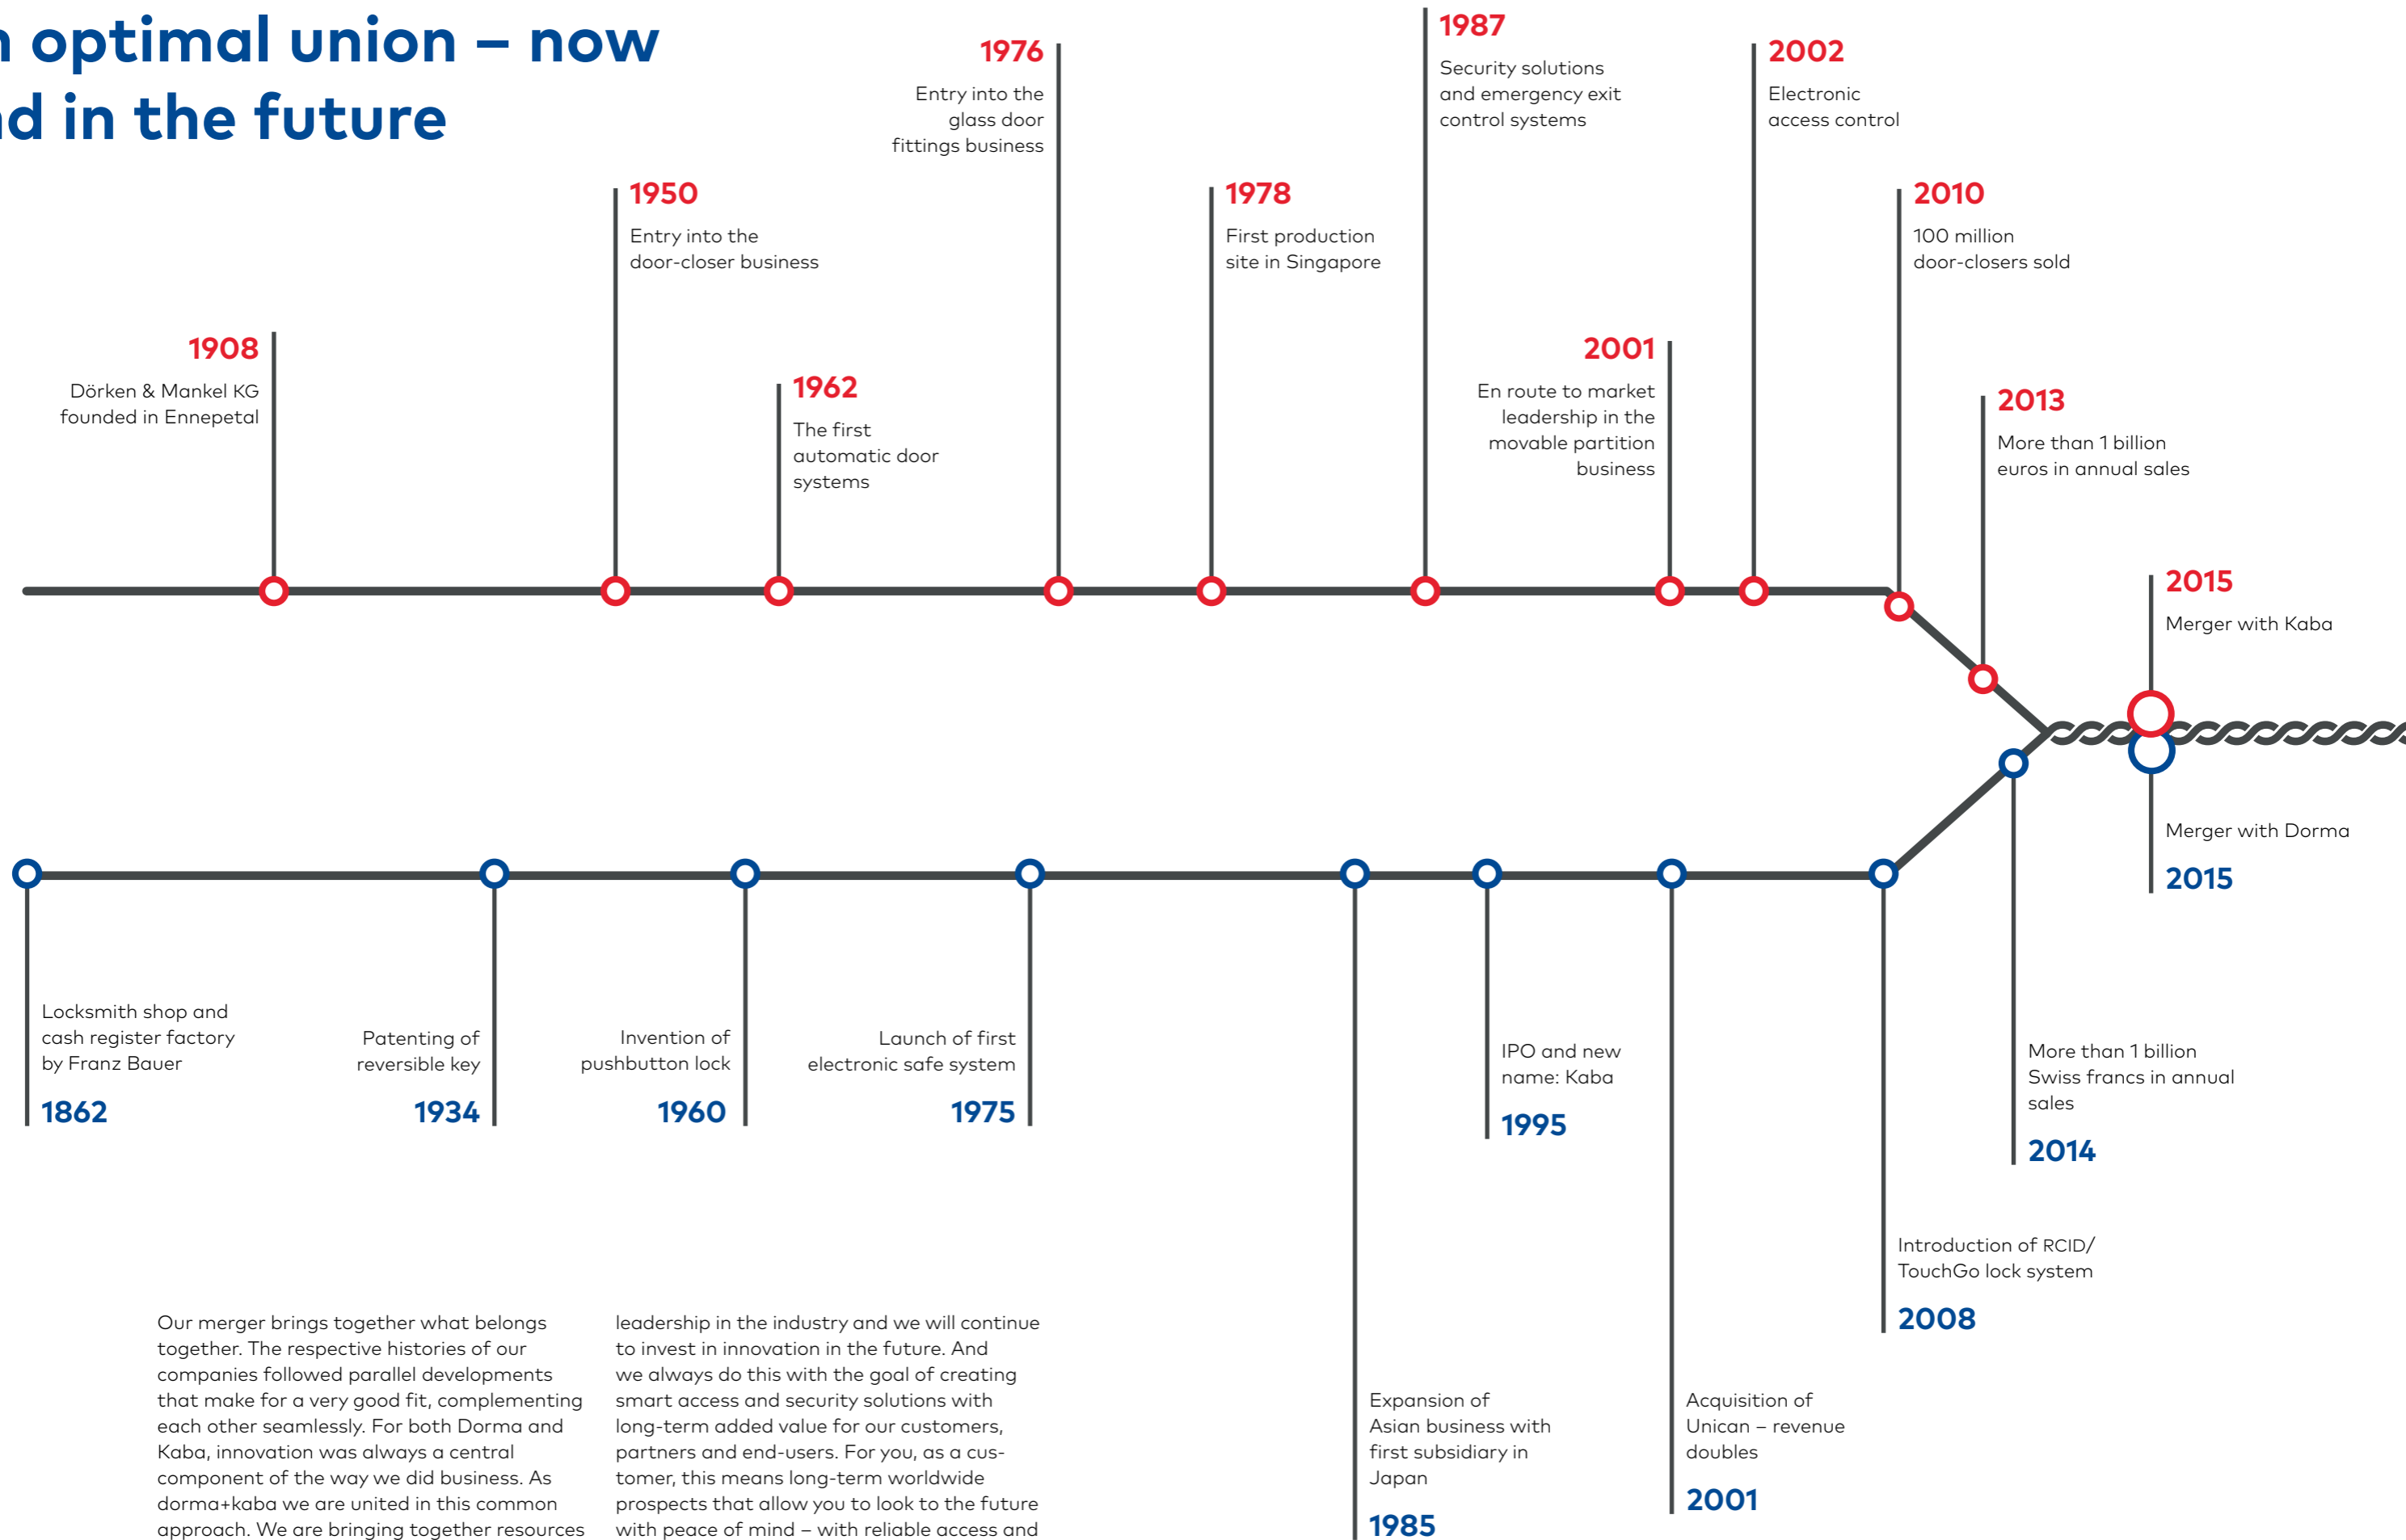 n optimal union – now
nd in the future
1908
Dörken & Mankel KG
founded in Ennepetal
1950
Entry into the
door-closer business
1962
The first
automatic door
systems
1976
Entry into the
glass door
fittings business
1978
First production
site in Singapore
1987
Security solutions
and emergency exit
control systems
2001
En route to market
leadership in the
movable partition
business
2002
Electronic
access control
2010
100 million
door-closers sold
2013
More than 1 billion
euros in annual sales
2015
Merger with Kaba
Merger with Dorma
2015
Locksmith shop and
cash register factory
by Franz Bauer
1862
Patenting of
reversible key
1934
Invention of
pushbutton lock
1960
Launch of first
electronic safe system
1975
Expansion of
Asian business with
first subsidiary in
Japan
1985
IPO and new
name: Kaba
1995
Acquisition of
Unican – revenue
doubles
2001
Introduction of RCID/
TouchGo lock system
2008
More than 1 billion
Swiss francs in annual
sales
2014
Our merger brings together what belongs
together. The respective histories of our
companies followed parallel developments
that make for a very good fit, complementing
each other seamlessly. For both Dorma and
Kaba, innovation was always a central
component of the way we did business. As
dorma+kaba we are united in this common
approach. We are bringing together resources
leadership in the industry and we will continue
to invest in innovation in the future. And
we always do this with the goal of creating
smart access and security solutions with
long-term added value for our customers,
partners and end-users. For you, as a cus-
tomer, this means long-term worldwide
prospects that allow you to look to the future
with peace of mind – with reliable access and